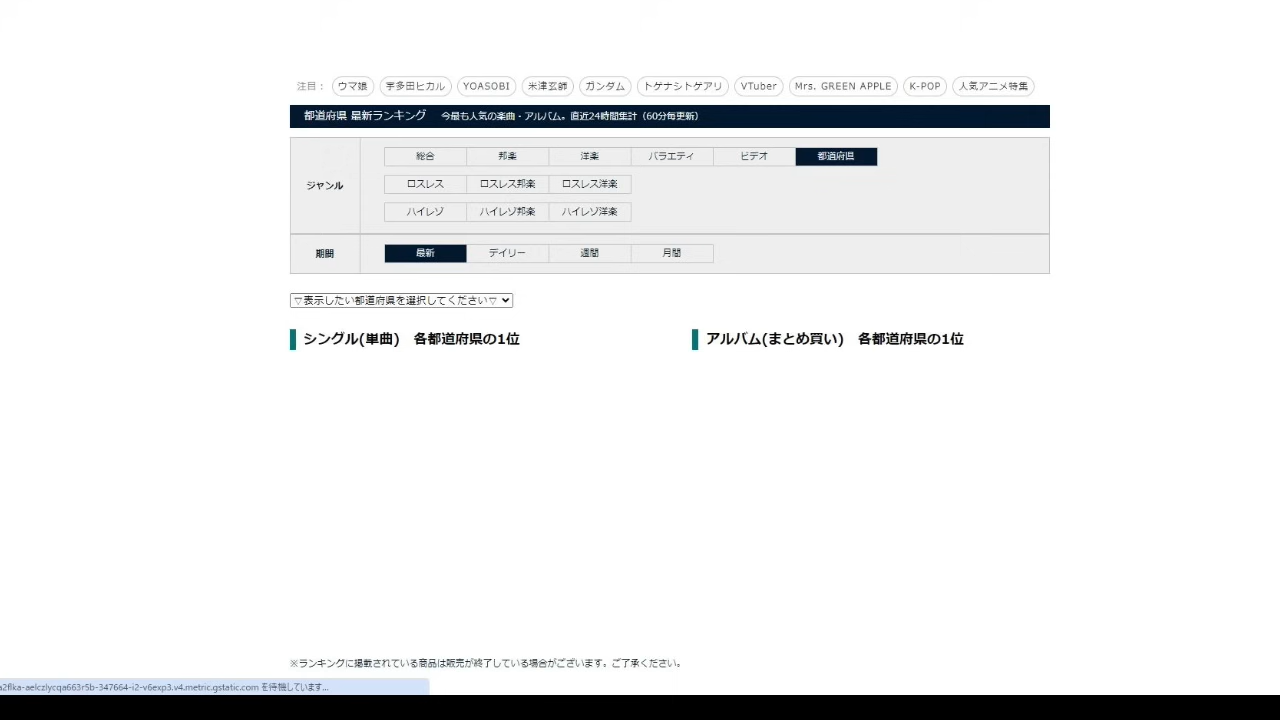 注目： ウマ娘 宇多田ヒカル YOASOBI 米津玄師 ガンダム トゲナシトゲアリ VTuber Mrs. GREEN APPLE K-POP 人気アニメ特集
都道府県 最新ランキング 今最も人気の楽曲・アルバム。直近24時間集計（60分毎更新）
ジャンル
総合 邦楽 洋楽 バラエティ ビデオ 都道府県
ロスレス ロスレス邦楽 ロスレス洋楽
ハイレゾ ハイレゾ邦楽 ハイレゾ洋楽
期間 最新 デイリー 週間 月間
▽表示したい都道府県を選択してください▽
シングル(単曲)　各都道府県の1位
アルバム(まとめ買い)　各都道府県の1位
※ランキングに掲載されている商品は販売が終了している場合がございます。ご了承ください。
a2flka-aelczlycqa663r5b-347664-i2-v6exp3.v4.metric.gstatic.com を待機しています...